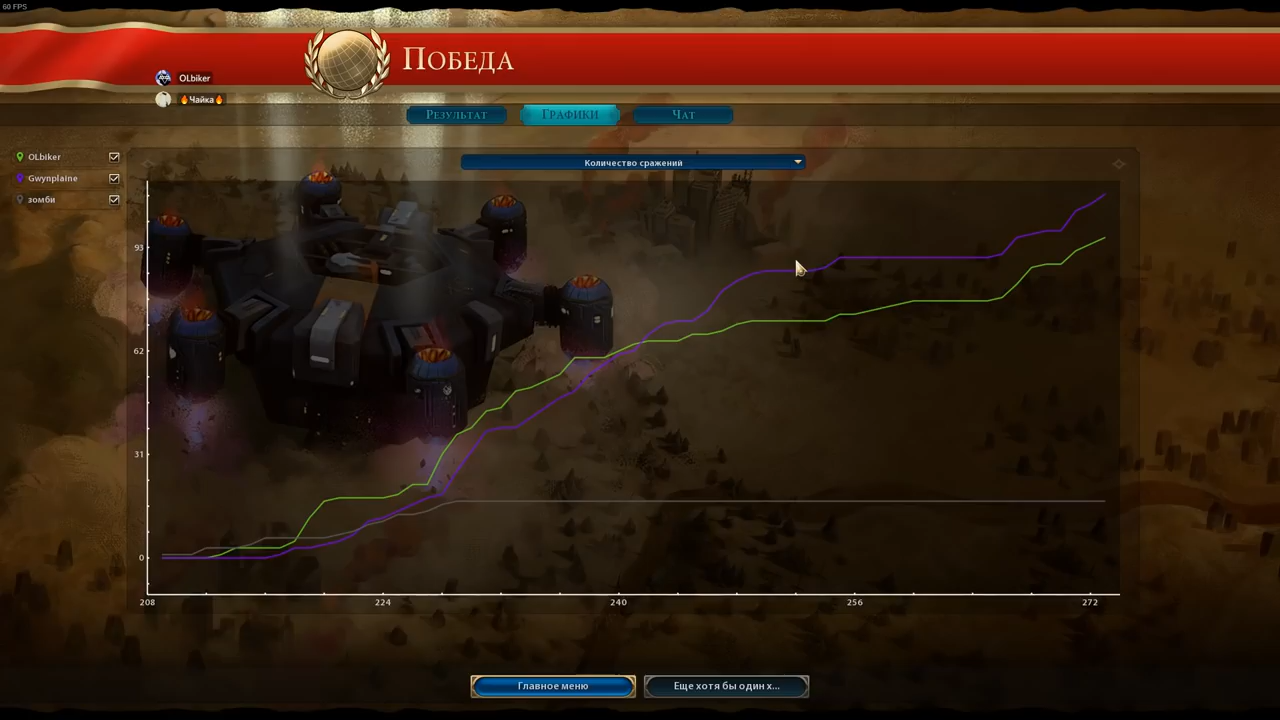 60 FPS
Победа
OLbiker
🔥Чайка🔥
Результат
Графики
Чат
OLbiker
Gwynplaine
зомби
Количество сражений
93
62
31
0
208 224 240 256 272
Главное меню
Еще хотя бы один х...